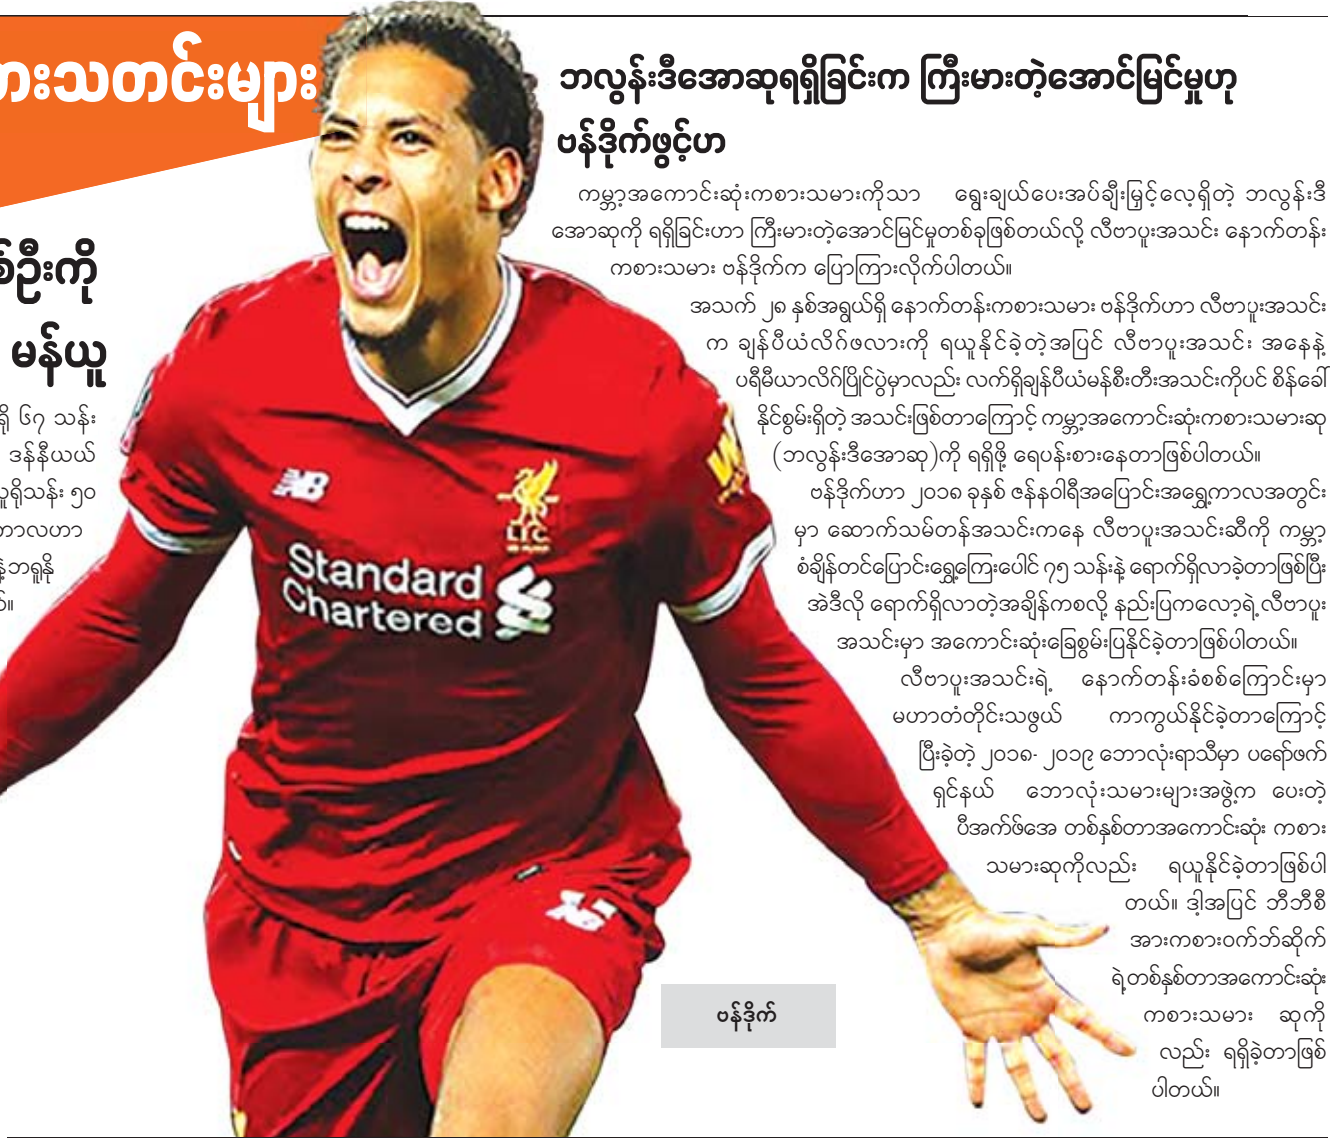 းသတင်းများ
ဘလွန်းဒီအောဆုရရှိခြင်းက ကြီးမားတဲ့အောင်မြင်မှုဟု
ဗန်ဒိုက်ဖွင့်ဟ
ကမ္ဘာ့အကောင်းဆုံးကစားသမားကိုသာ ရွေးချယ်ပေးအပ်ချီးမြှင့်လေ့ရှိတဲ့ ဘလွန်းဒီ
အောဆုကို ရရှိခြင်းဟာ ကြီးမားတဲ့အောင်မြင်မှုတစ်ခုဖြစ်တယ်လို့ လီဗာပူးအသင်း နောက်တန်း
ကစားသမား ဗန်ဒိုက်က ပြောကြားလိုက်ပါတယ်။
အသက် ၂၈ နှစ်အရွယ်ရှိ နောက်တန်းကစားသမား ဗန်ဒိုက်ဟာ လီဗာပူးအသင်း
က ချန်ပီယံလိဂ်ဖလားကို ရယူနိုင်ခဲ့တဲ့အပြင် လီဗာပူးအသင်း အနေနဲ့
ပရီမီယာလိဂ်ပြိုင်ပွဲမှာလည်း လက်ရှိချန်ပီယံမန်စီးတီးအသင်းကိုပင် စိန်ခေါ်
နိုင်စွမ်းရှိတဲ့ အသင်းဖြစ်တာကြောင့် ကမ္ဘာ့အကောင်းဆုံးကစားသမားဆု
(ဘလွန်းဒီအောဆု)ကို ရရှိဖို့ ရေပန်းစားနေတာဖြစ်ပါတယ်။
ဗန်ဒိုက်ဟာ ၂၀၁၈ ခုနှစ် ဇန်နဝါရီအပြောင်းအရွှေ့ကာလအတွင်း
မှာ ဆောက်သမ်တန်အသင်းကနေ လီဗာပူးအသင်းဆီကို ကမ္ဘာ့
စံချိန်တင်ပြောင်းရွှေ့ကြေးပေါင် ၇၅ သန်းနဲ့ ရောက်ရှိလာခဲ့တာဖြစ်ပြီး
အဲဒီလို ရောက်ရှိလာတဲ့အချိန်ကစလို့ နည်းပြကလော့ရဲ့ လီဗာပူး
အသင်းမှာ အကောင်းဆုံးခြေစွမ်းပြနိုင်ခဲ့တာဖြစ်ပါတယ်။
လီဗာပူးအသင်းရဲ့ နောက်တန်းခံစစ်ကြောင်းမှာ
မဟာတံတိုင်းသဖွယ် ကာကွယ်နိုင်ခဲ့တာကြောင့်
ပြီးခဲ့တဲ့ ၂၀၁၈- ၂၀၁၉ ဘောလုံးရာသီမှာ ပရော်ဖက်
ရှင်နယ် ဘောလုံးသမားများအဖွဲ့က ပေးတဲ့
ပီအက်ဖ်အေ တစ်နှစ်တာအကောင်းဆုံး ကစား
သမားဆုကိုလည်း ရယူနိုင်ခဲ့တာဖြစ်ပါ
တယ်။ ဒါ့အပြင် ဘီဘီစီ
အားကစားဝက်ဘ်ဆိုက်
ရဲ့တစ်နှစ်တာအကောင်းဆုံး
ကစားသမား ဆုကို
လည်း ရရှိခဲ့တာဖြစ်
ပါတယ်။
စ်ဦးကို
မန်ယူ
ရို ၆၇ သန်း
ဒန်နီယယ်
ယူရိုသန်း ၅၀
ကာလဟာ
နဲ့ဘရူနို
NB
L.F.C.
Standard
Chartered
NB
ဗန်ဒိုက်